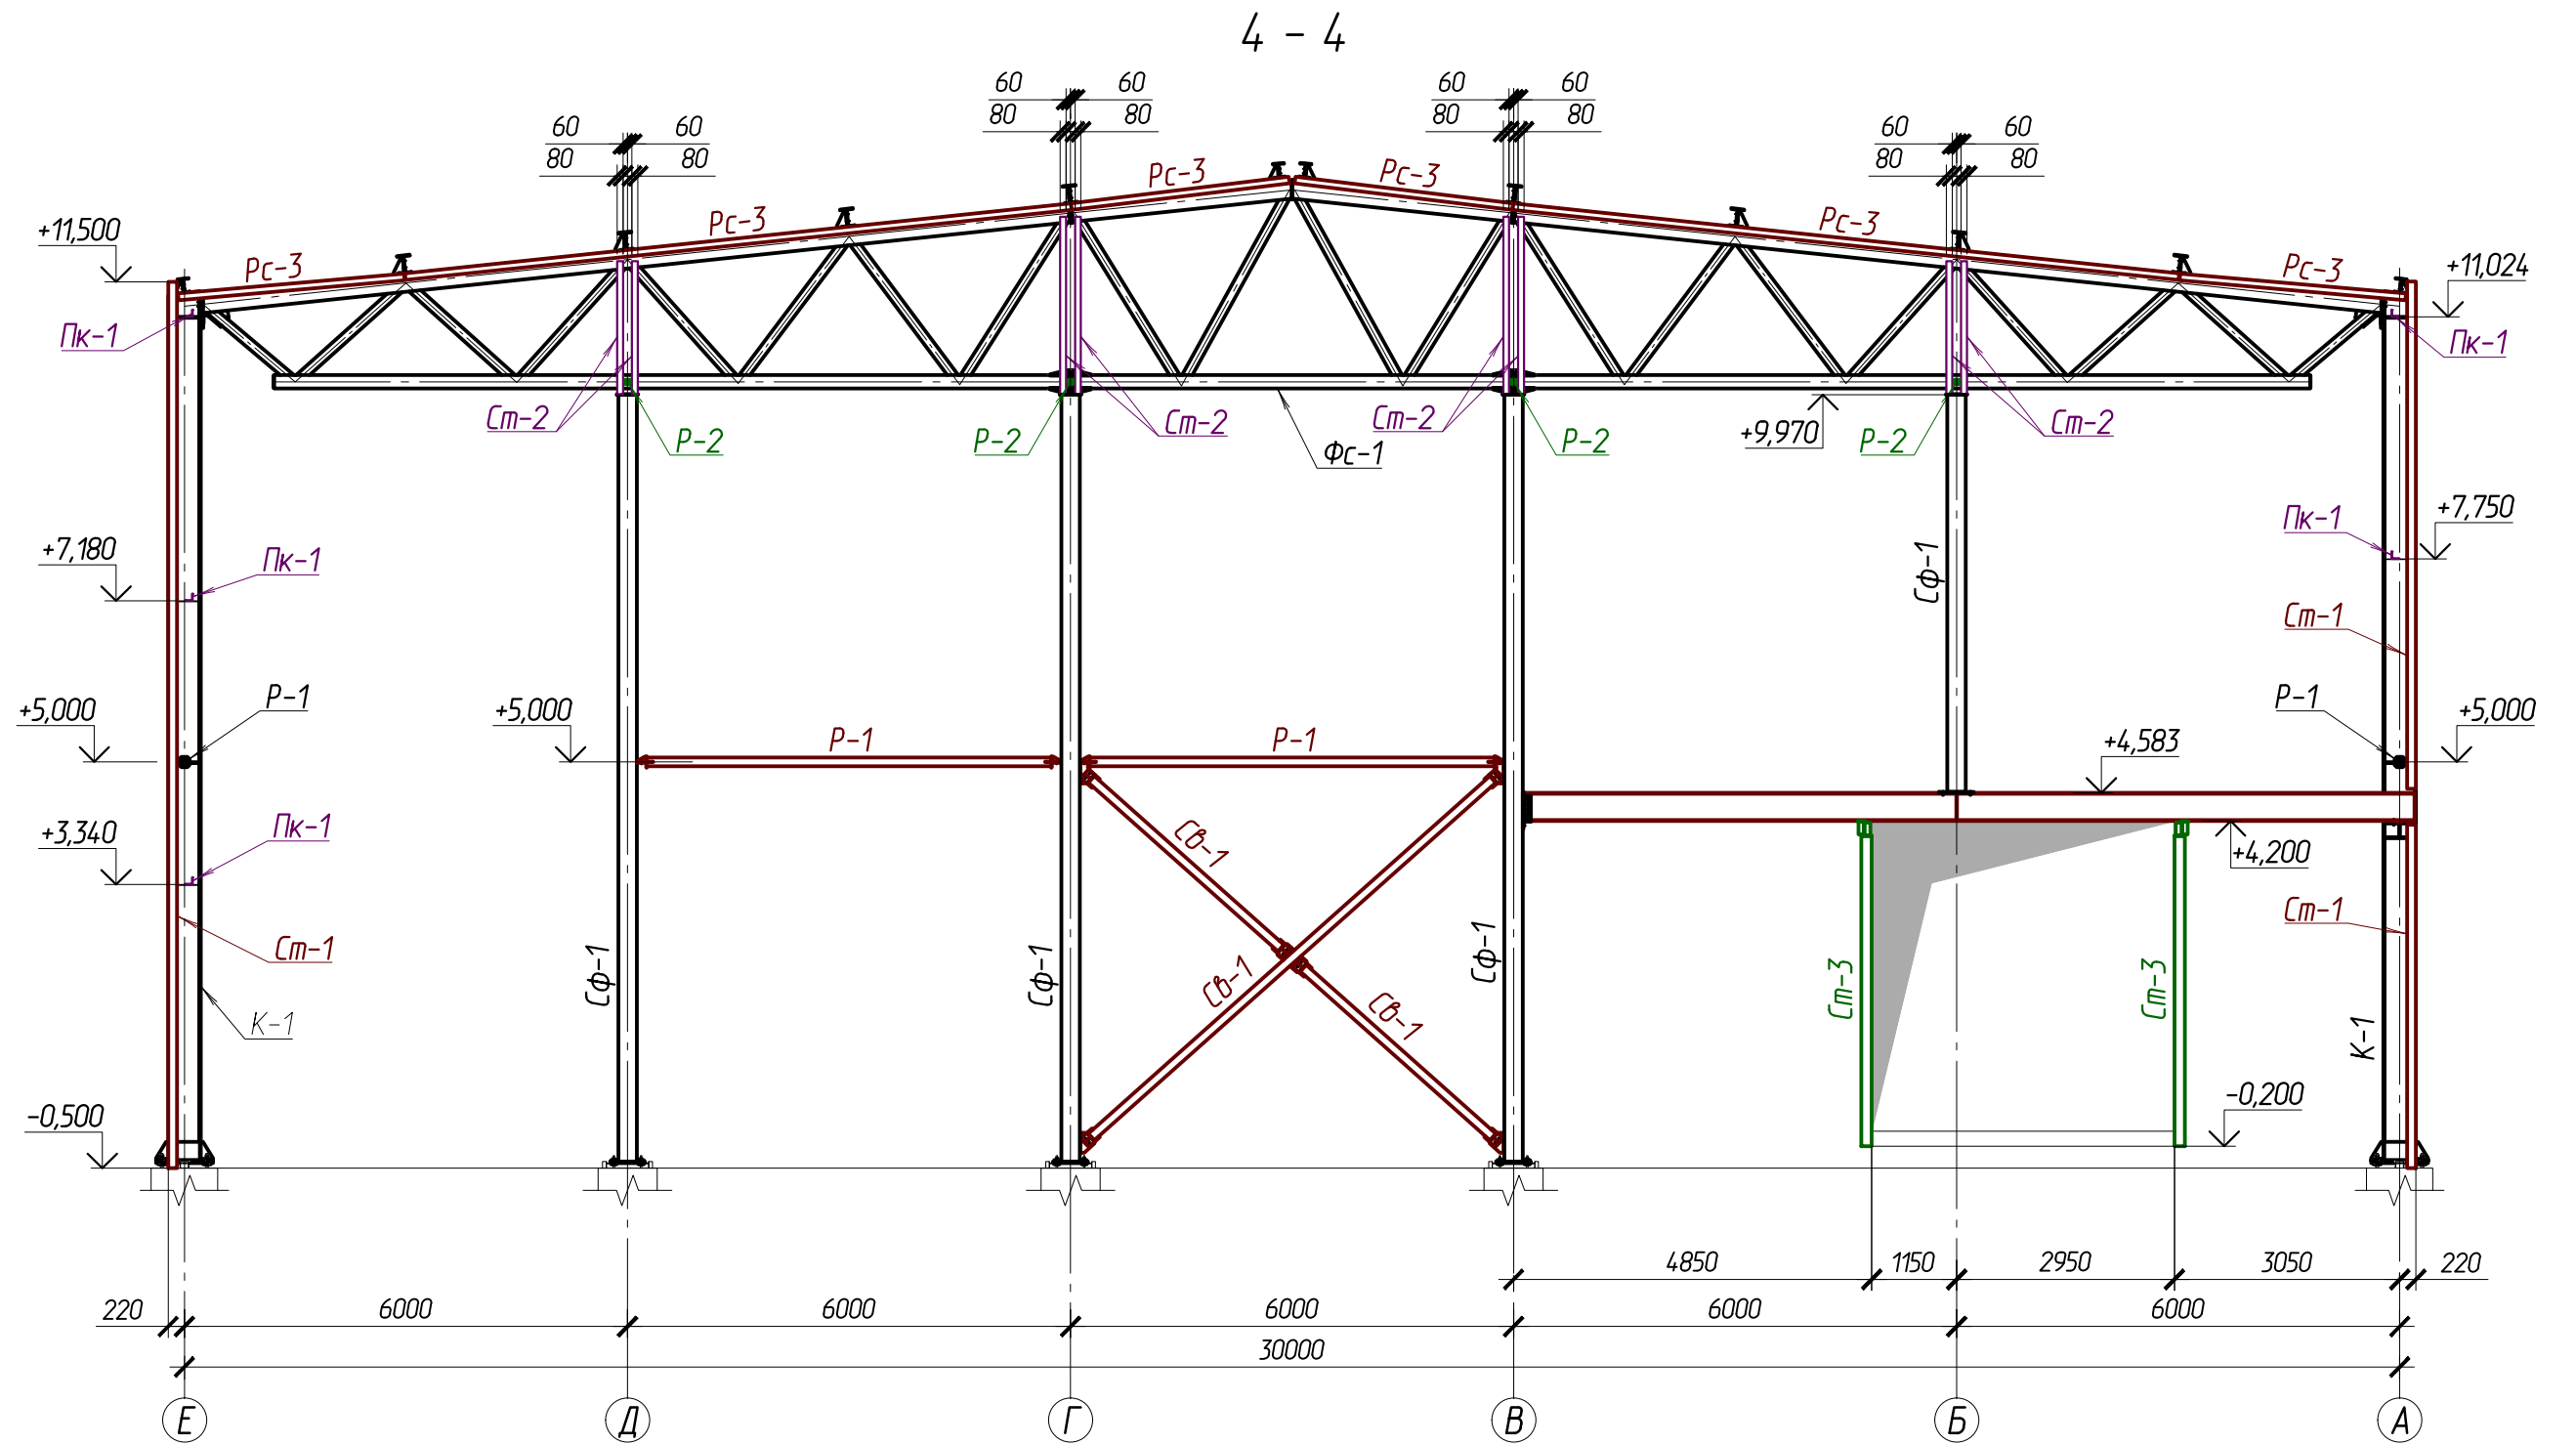 4 – 4
60 60
60 60
80 80
80 80
60 60
60 60
80 80
80 80
Рс-3
Рс-3
Рс-3
Рс-3
Рс-3
Рс-3
+11,500
+11,024
Пк-1
Пк-1
Ст-2
Ст-2
Ст-2
Ст-2
Р-2
Р-2
Р-2
Р-2
Фс-1
+9,970
+7,180
Пк-1
Пк-1
+7,750
Сф-1
Ст-1
+5,000
Р-1
+5,000
Р-1
Р-1
Р-1
+5,000
+4,583
+3,340
Пк-1
Св-1
+4,200
Ст-1
Ст-1
Сф-1
Сф-1
Сф-1
Св-1
Св-1
Ст-3
Ст-3
К-1
К-1
-0,500
-0,200
4850 1150 2950 3050 220
220 6000 6000 6000 6000 6000
30000
Е Д Г В Б А